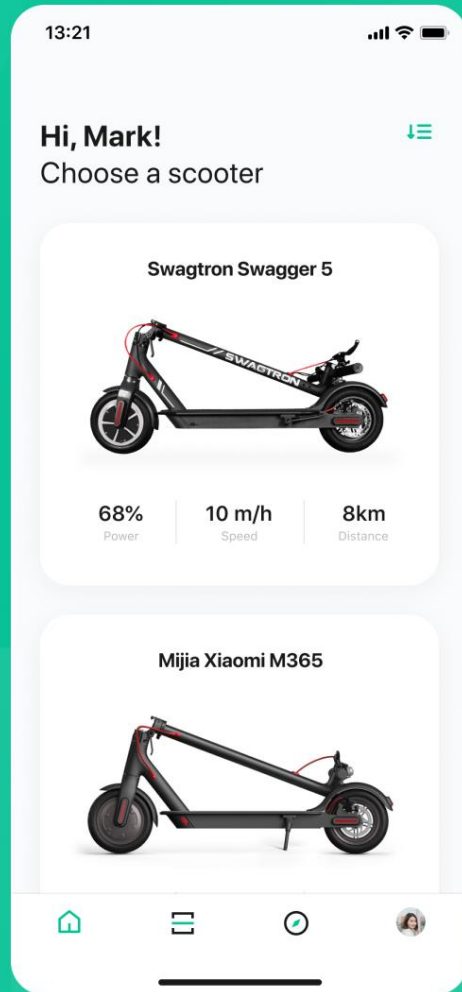 13:21
Hi, Mark!
Choose a scooter
Swagtron Swagger 5
// SWAGTRON
68%
Power
10 m/h
Speed
8km
Distance
Mijia Xiaomi M365